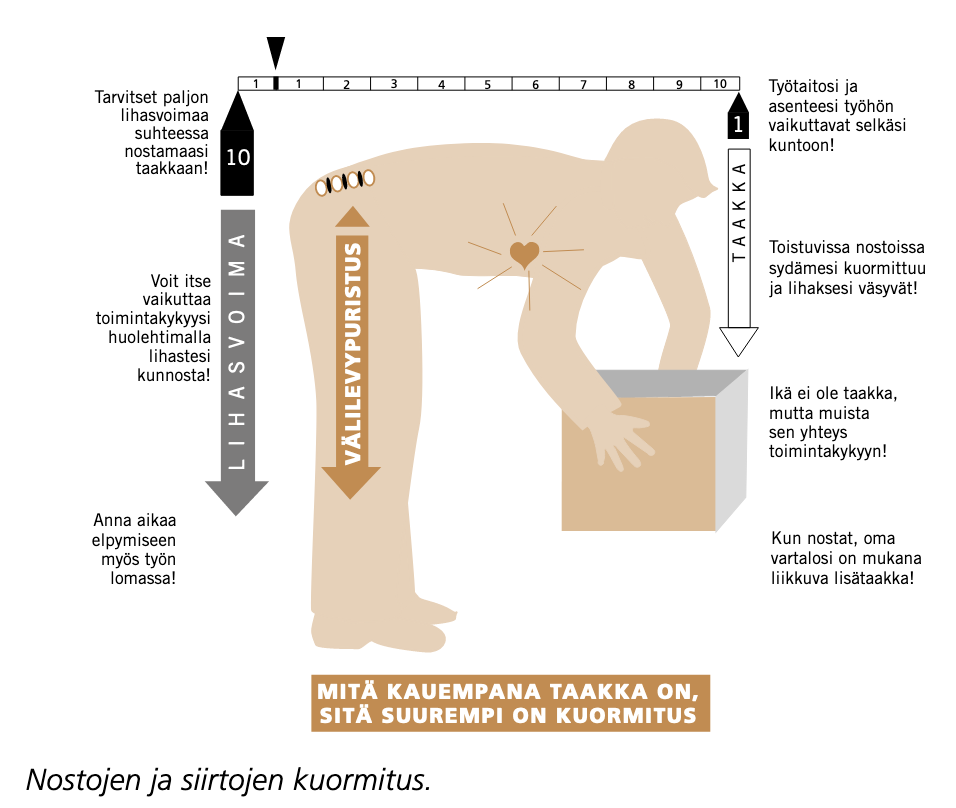 1 1 2 3 4 5 6 7 8 9 10
Tarvitset paljon
lihasvoimaa
suhteessa
nostamaasi
taakkaan!
10
LIHASVOIMA
Voit itse
vaikuttaa
toimintakykyysi
huolehtimalla
lihastesi
kunnosta!
Anna aikaa
elpymiseen
myös työn
lomassa!
VÄLILEVYPURISTUS
1
TAAKKA
Työtaitosi ja
asenteesi työhön
vaikuttavat selkäsi
kuntoon!
Toistuvissa nostoissa
sydämesi kuormittuu
ja lihaksesi väsyvät!
Ikä ei ole taakka,
mutta muista
sen yhteys
toimintakykyyn!
Kun nostat, oma
vartalosi on mukana
liikkuva lisätaakka!
MITÄ KAUEMPANA TAAKKA ON,
SITÄ SUUREMPI ON KUORMITUS
Nostojen ja siirtojen kuormitus.